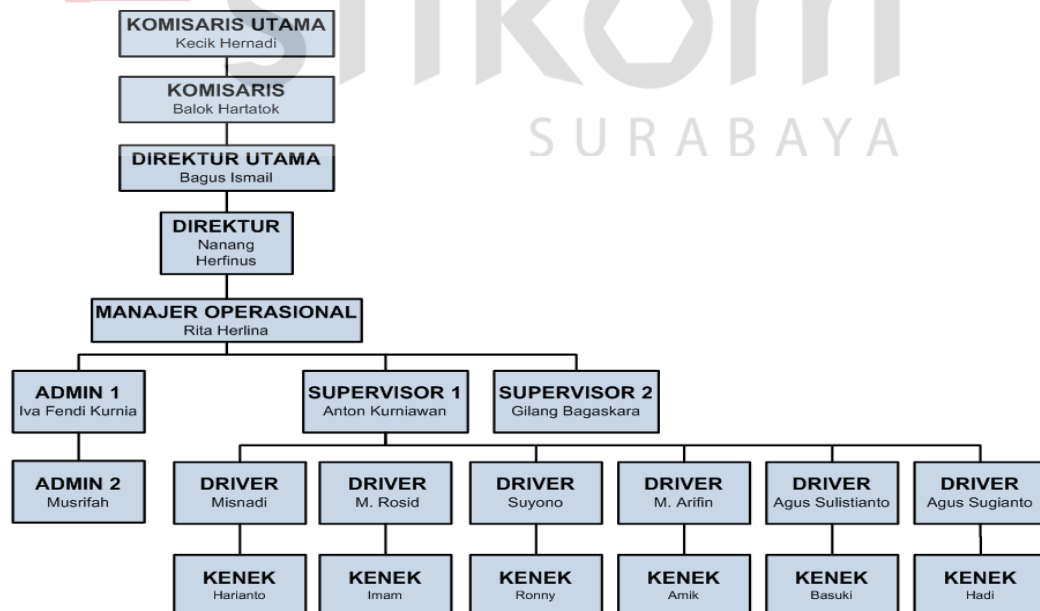 stikom
SURABAYA
KOMISARIS UTAMA
Kecik Hernadi
KOMISARIS
Balok Hartatok
DIREKTUR UTAMA
Bagus Ismail
DIREKTUR
Nanang
Herfinus
MANAJER OPERASIONAL
Rita Herlina
ADMIN 1
Iva Fendi Kurnia
SUPERVISOR 1
Anton Kurniawan
SUPERVISOR 2
Gilang Bagaskara
ADMIN 2
Musrifah
DRIVER
Misnadi
DRIVER
M. Rosid
DRIVER
Suyono
DRIVER
M. Arifin
DRIVER
Agus Sulistianto
DRIVER
Agus Sugianto
KENEK
Harianto
KENEK
Imam
KENEK
Ronny
KENEK
Amik
KENEK
Basuki
KENEK
Hadi